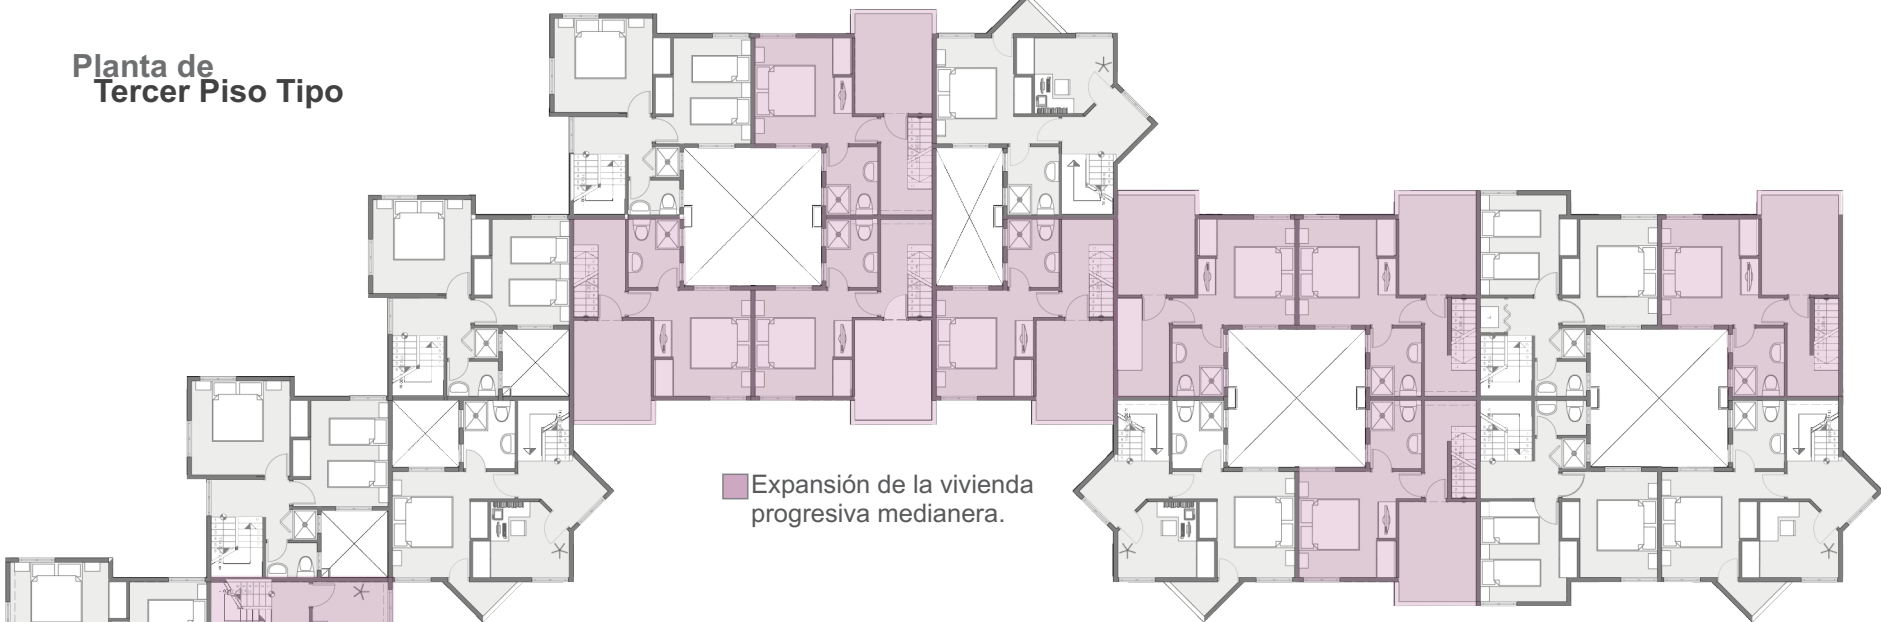 Planta de
Tercer Piso Tipo
Expansión de la vivienda
progresiva medianera.